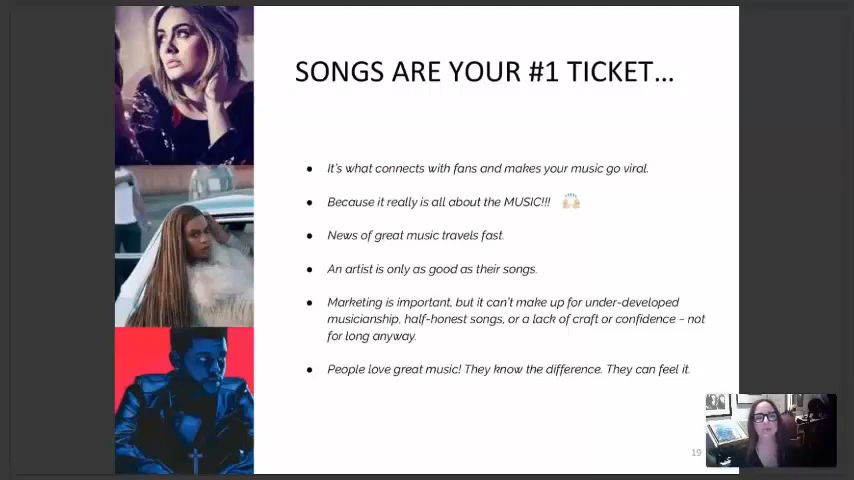 SONGS ARE YOUR #1 TICKET...
● It's what connects with fans and makes your music go viral.
● Because it really is all about the MUSIC!!! 🙌🏻
● News of great music travels fast.
● An artist is only as good as their songs.
● Marketing is important, but it can't make up for under-developed
musicianship, half-honest songs, or a lack of craft or confidence - not
for long anyway.
● People love great music! They know the difference. They can feel it.
19